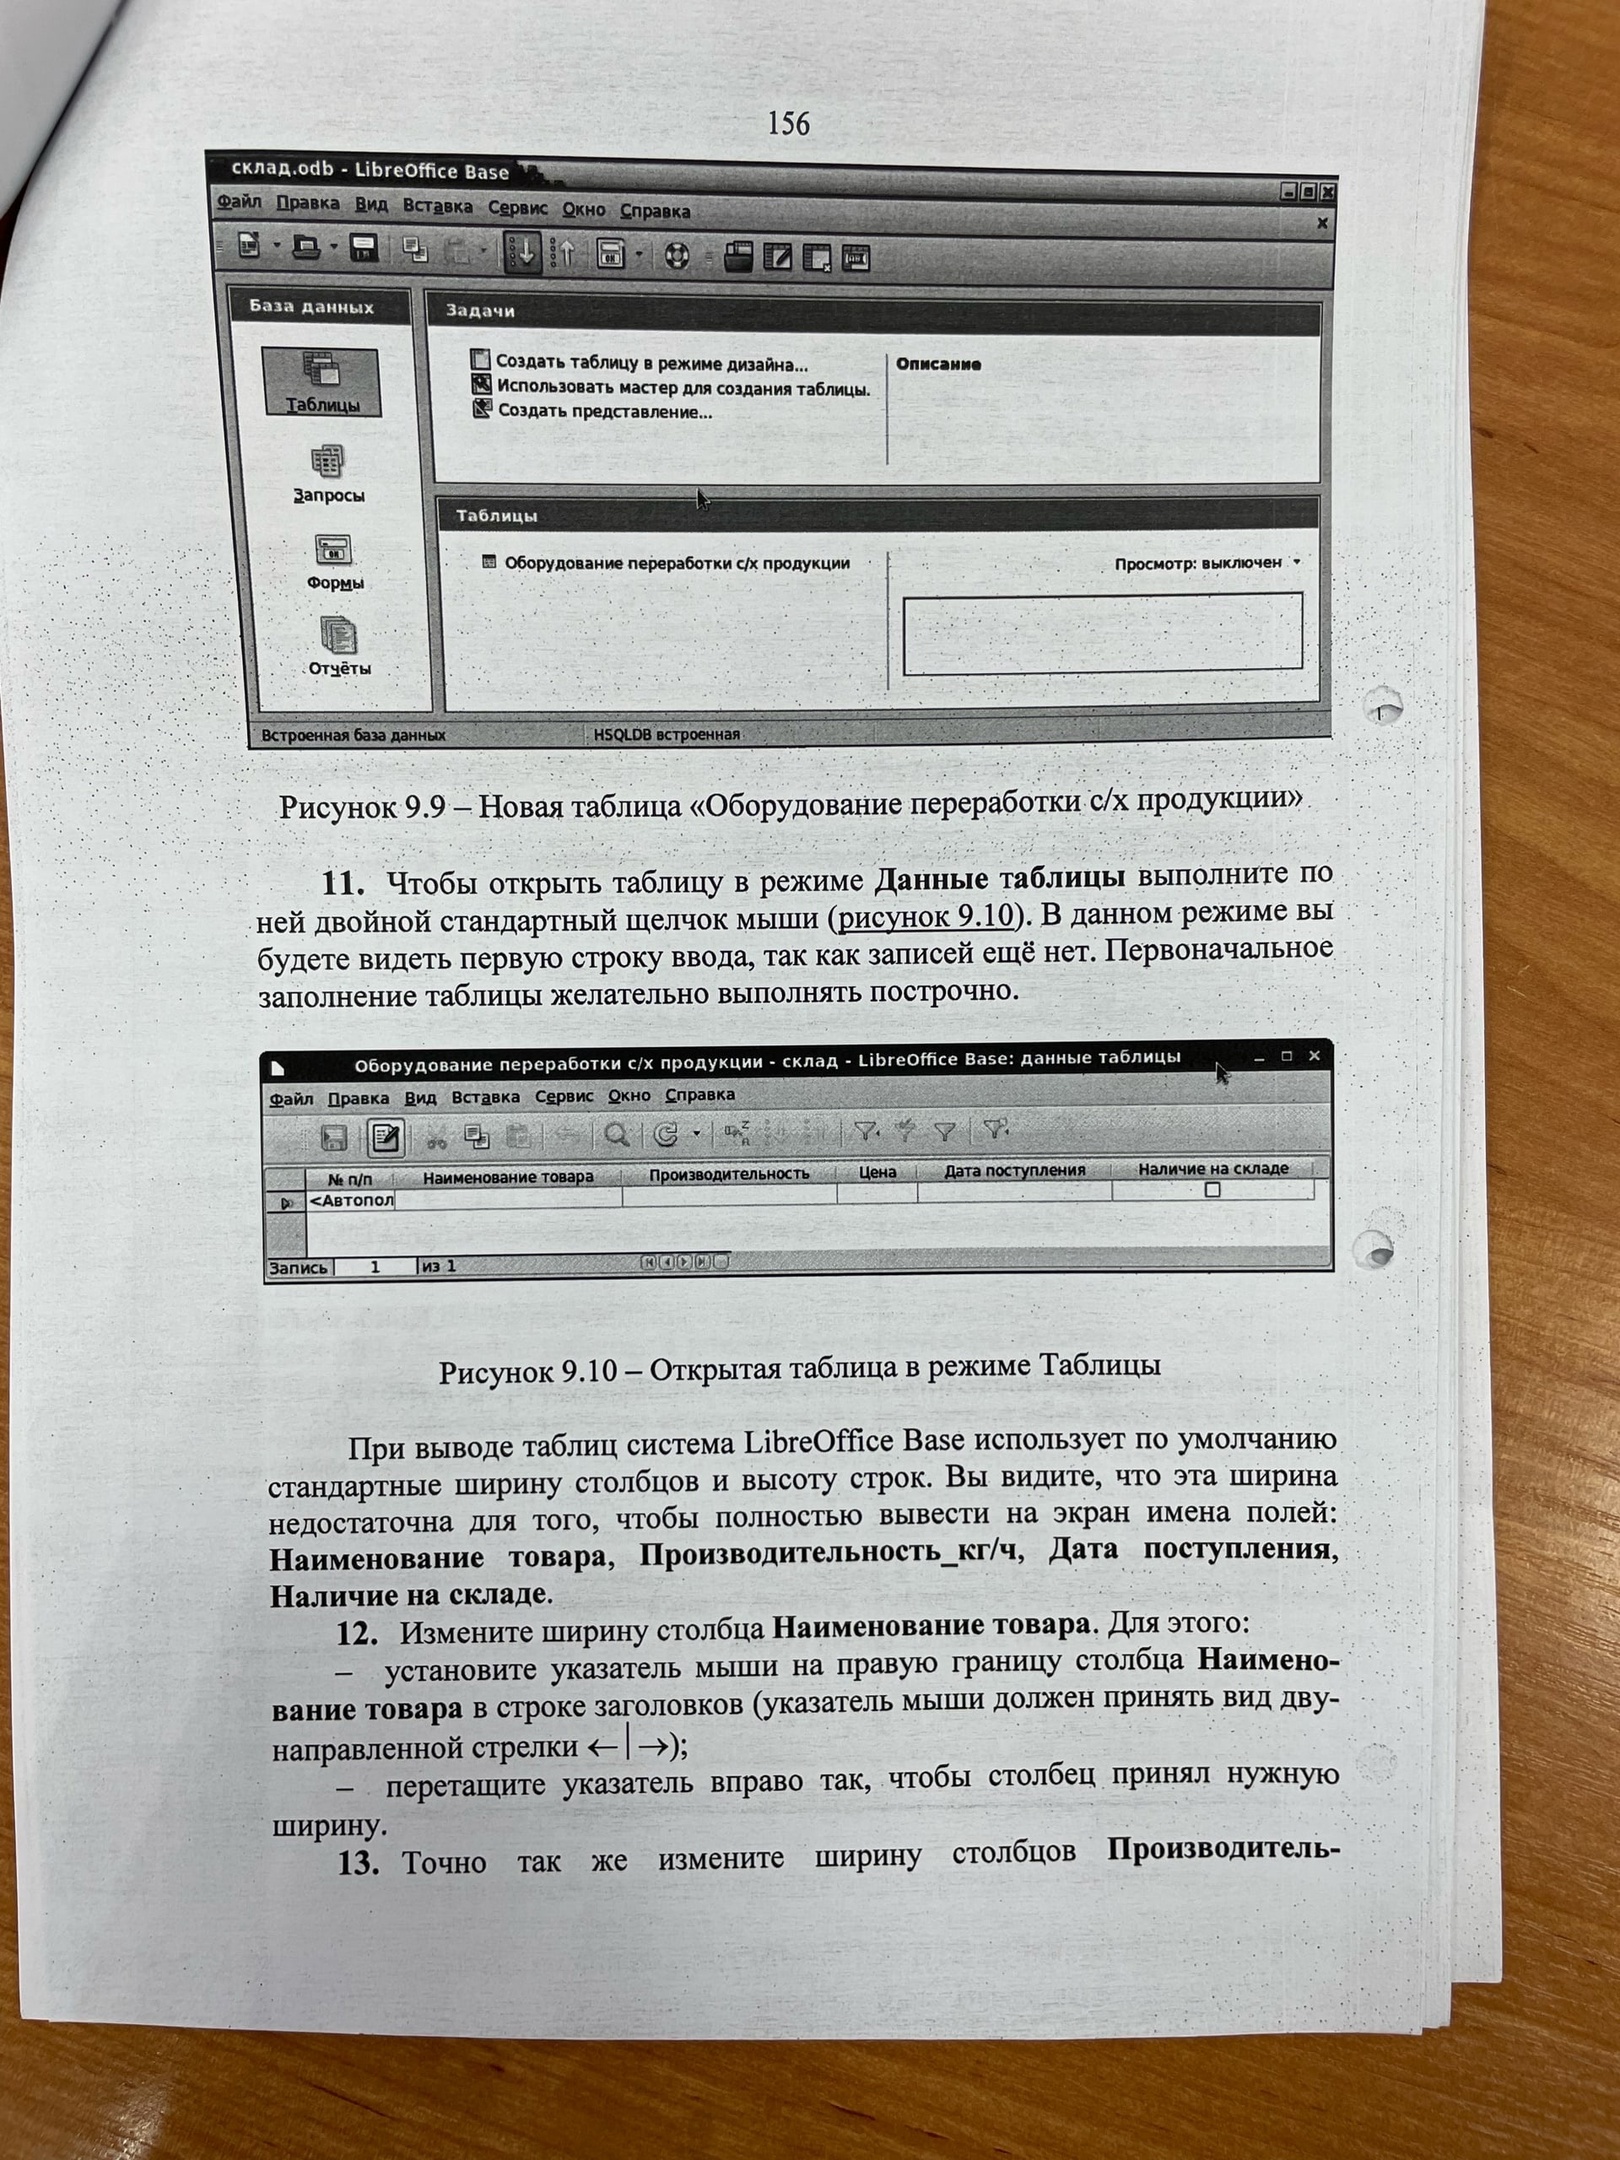 156
склад.odb - LibreOffice Base
Файл Правка Вид Вставка Сервис Окно Справка
База данных
Задачи
Таблицы
Запросы
Формы
Отчёты
Создать таблицу в режиме дизайна...
Использовать мастер для создания таблицы.
Создать представление...
Описание
Таблицы
Оборудование переработки с/х продукции
Просмотр: выключен
Встроенная база данных HSQLDB встроенная
Рисунок 9.9 – Новая таблица «Оборудование переработки с/х продукции»
11. Чтобы открыть таблицу в режиме Данные таблицы выполните по
ней двойной стандартный щелчок мыши (рисунок 9.10). В данном режиме вы
будете видеть первую строку ввода, так как записей ещё нет. Первоначальное
заполнение таблицы желательно выполнять построчно.
Оборудование переработки с/х продукции - склад - LibreOffice Base: данные таблицы
Файл Правка Вид Вставка Сервис Окно Справка
№ п/п Наименование товара Производительность Цена Дата поступления Наличие на складе
<Автопол
Запись 1 из 1
Рисунок 9.10 – Открытая таблица в режиме Таблицы
При выводе таблиц система LibreOffice Base использует по умолчанию
стандартные ширину столбцов и высоту строк. Вы видите, что эта ширина
недостаточна для того, чтобы полностью вывести на экран имена полей:
Наименование товара, Производительность_кг/ч, Дата поступления,
Наличие на складе.
12. Измените ширину столбца Наименование товара. Для этого:
– установите указатель мыши на правую границу столбца Наимено-
вание товара в строке заголовков (указатель мыши должен принять вид дву-
направленной стрелки ←|→);
– перетащите указатель вправо так, чтобы столбец принял нужную
ширину.
13. Точно так же измените ширину столбцов Производитель-